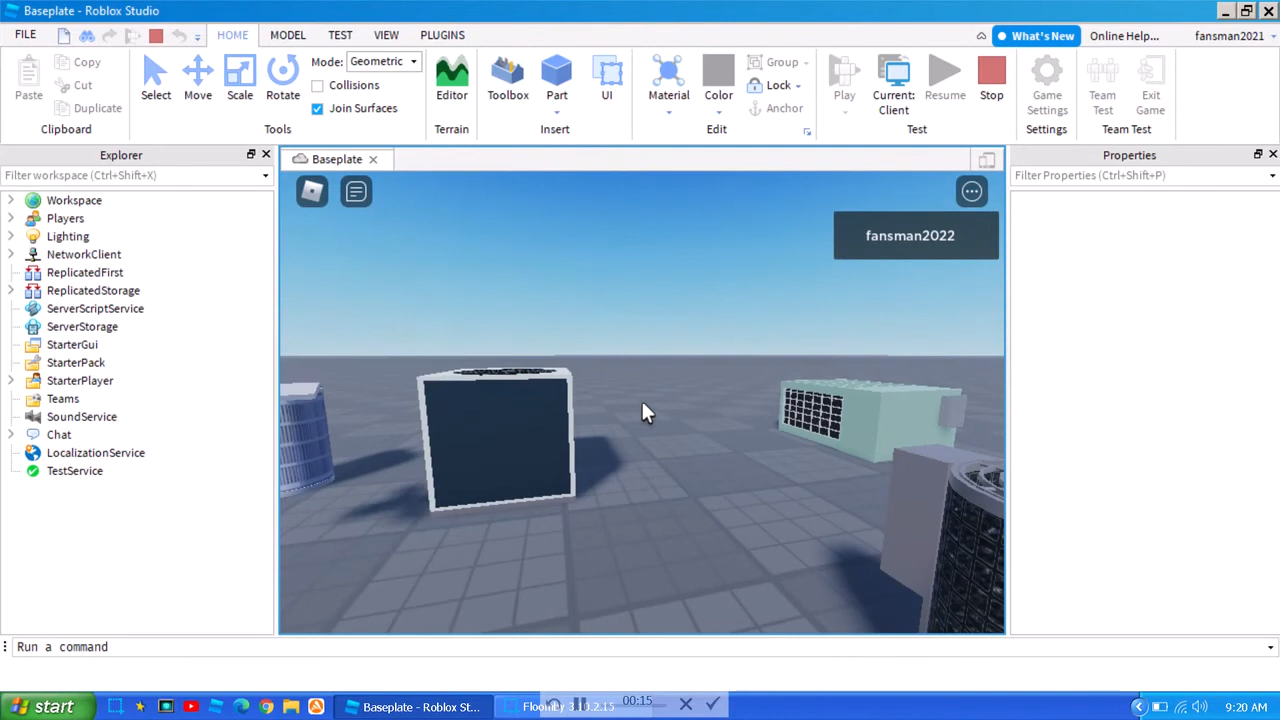 Baseplate - Roblox Studio
FILE
HOME
MODEL
TEST
VIEW
PLUGINS
What's New
Online Help...
fansman2021
Paste
Copy
Cut
Duplicate
Clipboard
Select
Move
Scale
Rotate
Mode: Geometric
Collisions
Join Surfaces
Tools
Editor
Terrain
Toolbox
Part
UI
Insert
Material
Color
Group
Lock
Anchor
Edit
Play
Current: Client
Resume
Stop
Test
Game Settings
Settings
Team Test
Exit Game
Team Test
Explorer
Filter workspace (Ctrl+Shift+X)
Workspace
Players
Lighting
NetworkClient
ReplicatedFirst
ReplicatedStorage
ServerScriptService
ServerStorage
StarterGui
StarterPack
StarterPlayer
Teams
SoundService
Chat
LocalizationService
TestService
Baseplate
fansman2022
Properties
Filter Properties (Ctrl+Shift+P)
Run a command
start
Baseplate - Roblox St...
00:15
9:20 AM